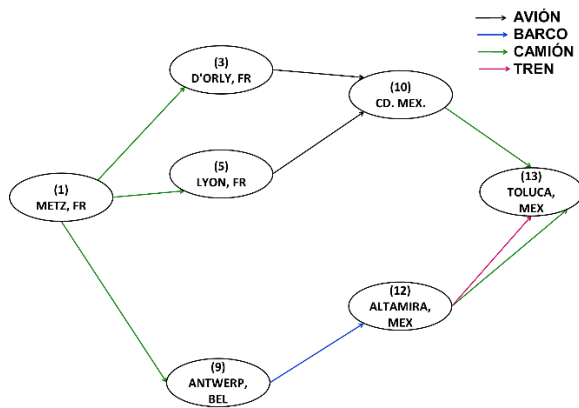 AVIÓN
BARCO
CAMIÓN
TREN
(3)
D'ORLY, FR
(10)
CD. MEX.
(5)
LYON, FR
(1)
METZ, FR
(13)
TOLUCA,
MEX
(12)
ALTAMIRA,
MEX
(9)
ANTWERP,
BEL